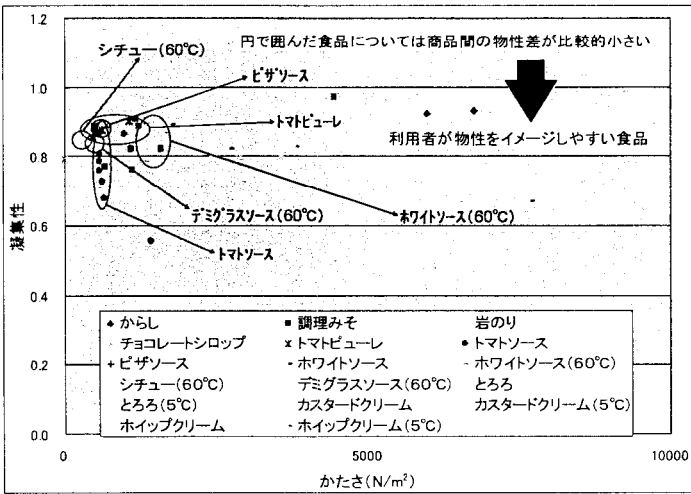 円で囲んだ食品については商品間の物性差が比較的小さい
利用者が物性をイメージしやすい食品
シチュー(60℃)
ピザソース
トマトピューレ
デミグラスソース(60℃)
ホワイトソース(60℃)
トマトソース
凝集性
1.2
1.0
0.8
0.6
0.4
0.2
0.0
からし 調理みそ 岩のり
チョコレートシロップ トマトピューレ トマトソース
ピザソース ホワイトソース ホワイトソース(60℃)
シチュー(60℃) デミグラスソース(60℃) とろろ
とろろ(5℃) カスタードクリーム カスタードクリーム(5℃)
ホイップクリーム ホイップクリーム(5℃)
0 5000 10000
かたさ(N/m²)